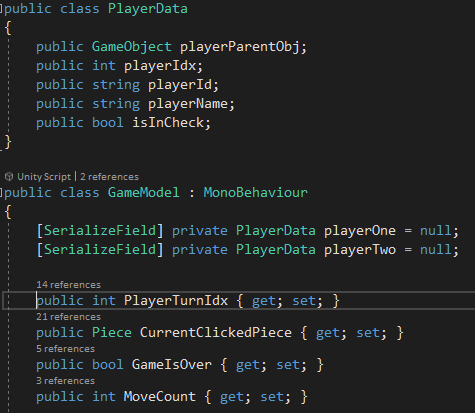 public class PlayerData
{
public GameObject playerParentObj;
public int playerIdx;
public string playerId;
public string playerName;
public bool isInCheck;
}
Unity Script | 2 references
public class GameModel : MonoBehaviour
{
[SerializeField] private PlayerData playerOne = null;
[SerializeField] private PlayerData playerTwo = null;
14 references
public int PlayerTurnIdx { get; set; }
21 references
public Piece CurrentClickedPiece { get; set; }
5 references
public bool GameIsOver { get; set; }
3 references
public int MoveCount { get; set; }